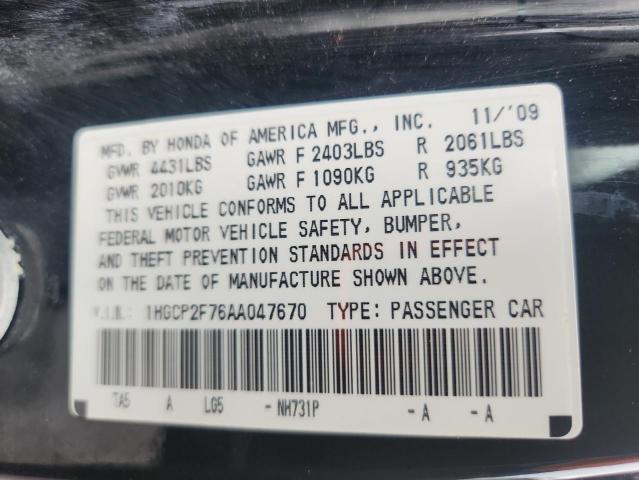 MFD. BY HONDA OF AMERICA MFG., INC. 11/'09
GVWR 4431LBS GAWR F 2403LBS R 2061LBS
GVWR 2010KG GAWR F 1090KG R 935KG
THIS VEHICLE CONFORMS TO ALL APPLICABLE
FEDERAL MOTOR VEHICLE SAFETY, BUMPER,
AND THEFT PREVENTION STANDARDS IN EFFECT
ON THE DATE OF MANUFACTURE SHOWN ABOVE.
V.I.N.: 1HGCP2F76AA047670 TYPE: PASSENGER CAR
TA5 A LG5 - NH731P - A - A